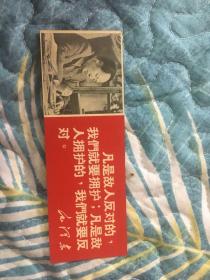 凡是敌人反对的，
我們就要拥护；凡是敌
人拥护的，我們就要反
对。
毛泽东